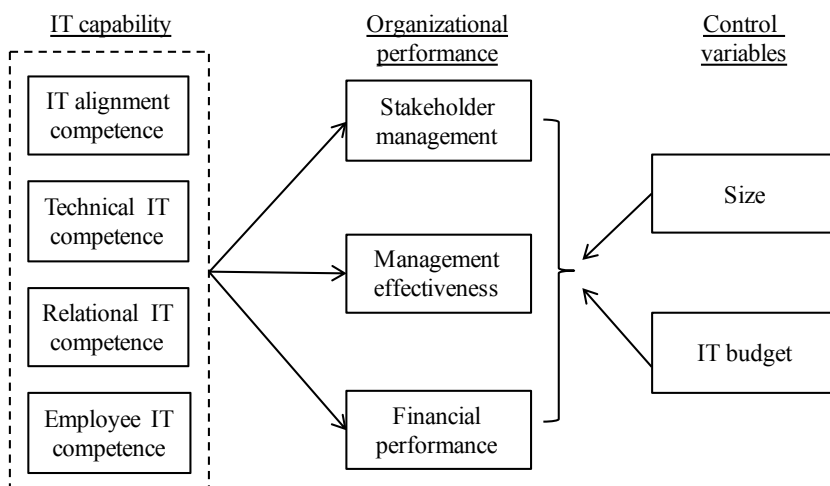 IT capability
IT alignment
competence
Technical IT
competence
Relational IT
competence
Employee IT
competence
Organizational
performance
Stakeholder
management
Management
effectiveness
Financial
performance
Control
variables
Size
IT budget